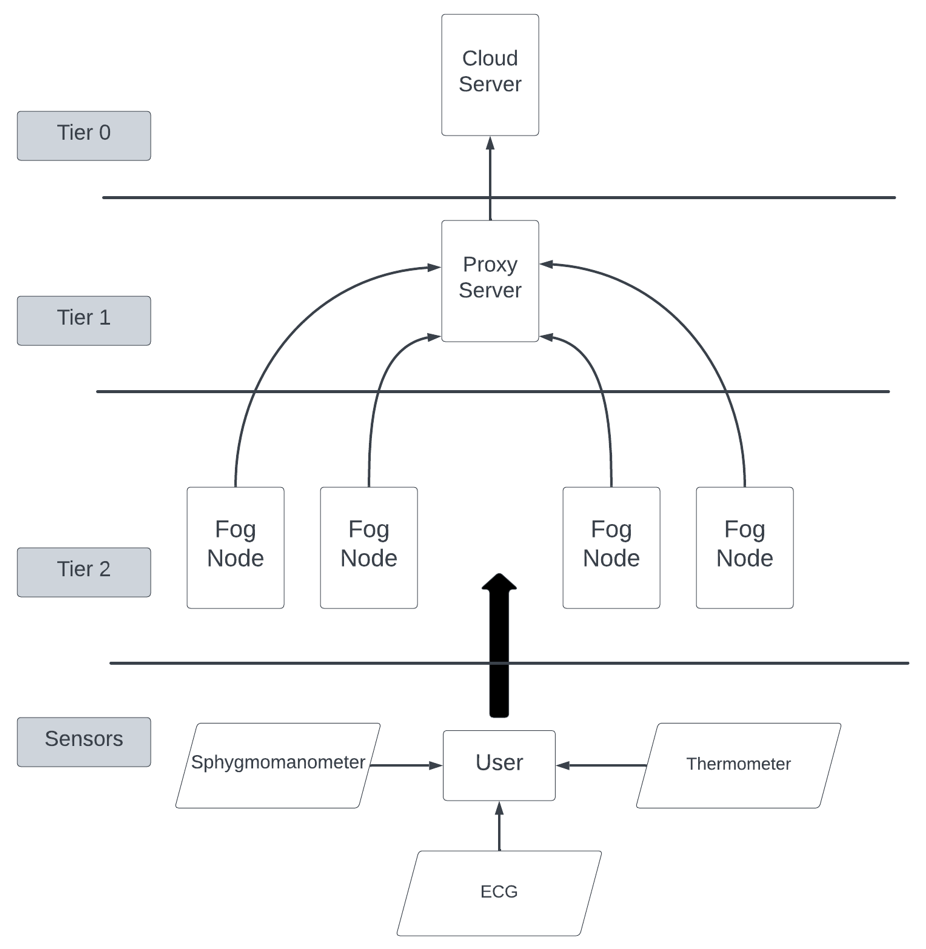 Cloud
Server
Tier 0
Proxy
Server
Tier 1
Fog
Node
Fog
Node
Fog
Node
Fog
Node
Tier 2
Sensors
Sphygmomanometer
User
Thermometer
ECG